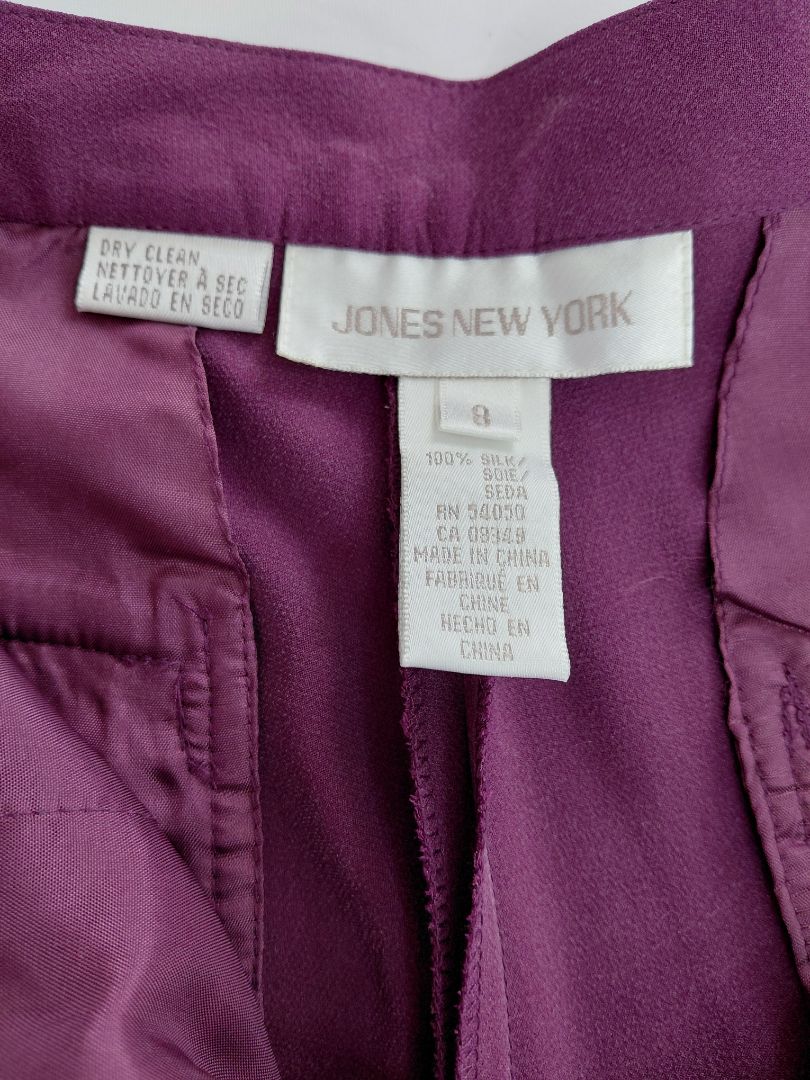 DRY CLEAN
NETTOYER À SEC
LAVADO EN SECO
JONES NEW YORK
8
100% SILK/
SOIE/
SEDA
RN 54050
CA 09349
MADE IN CHINA
FABRIQUÉ EN
CHINE
HECHO EN
CHINA